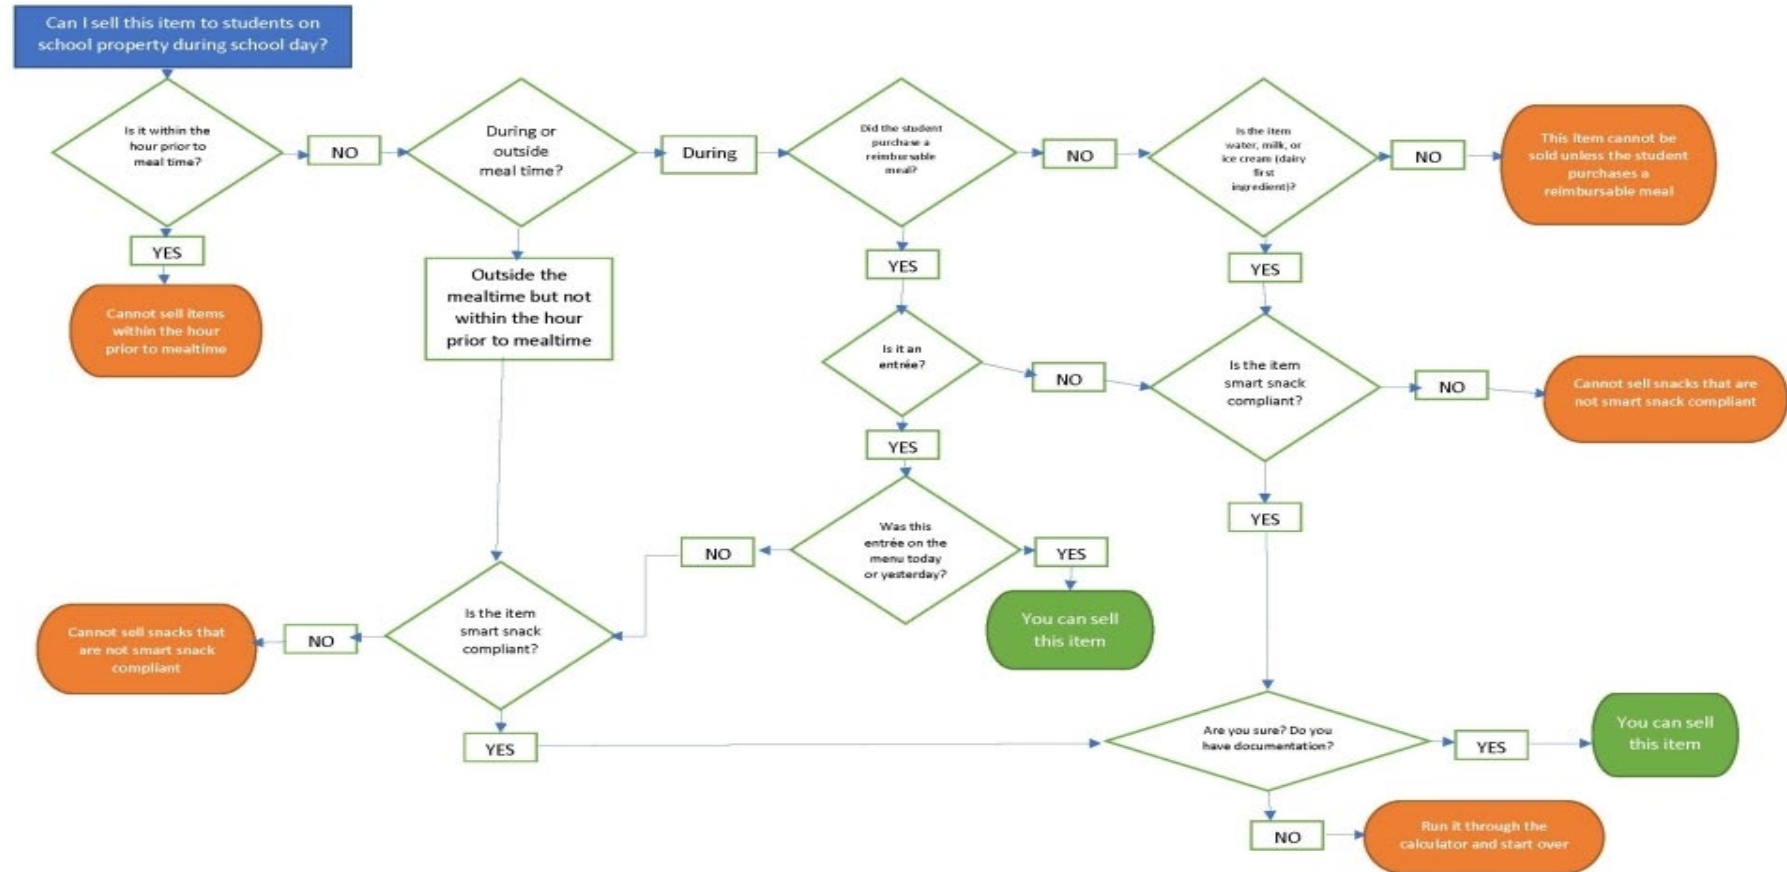 Can I sell this item to students on
school property during school day?
Is it within the
hour prior to
meal time?
NO
During or
outside
meal time?
During
Did the student
purchase a
reimbursable
meal?
NO
Is the item
water, milk, or
ice cream (dairy
first
ingredient)?
NO
This item cannot be
sold unless the student
purchases a
reimbursable meal
YES
Cannot sell items
within the hour
prior to mealtime
Outside the
mealtime but not
within the hour
prior to mealtime
YES
YES
Is it an
entrée?
NO
Is the item
smart snack
compliant?
NO
Cannot sell snacks that are
not smart snack compliant
YES
Was this
entrée on the
menu today
or yesterday?
NO
YES
You can sell
this item
YES
Is the item
smart snack
compliant?
NO
Cannot sell snacks that
are not smart snack
compliant
YES
Are you sure? Do you
have documentation?
YES
You can sell
this item
NO
Run it through the
calculator and start over